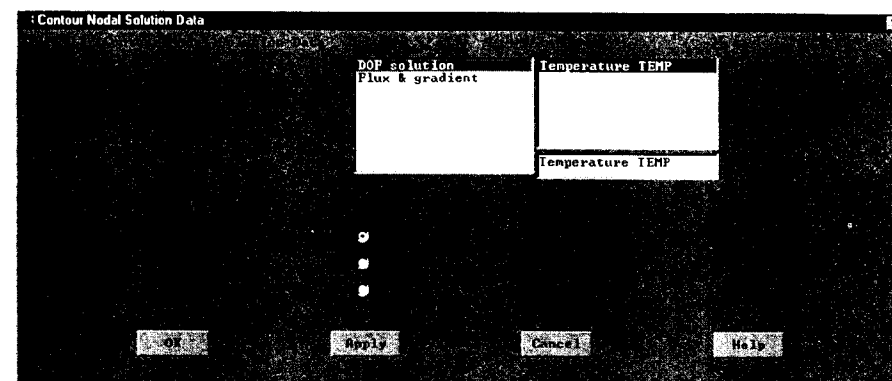 : Contour Nodal Solution Data
DOF solution
Temperature TEMP
Flux & gradient
Temperature TEMP
OK
Apply
Cancel
Help